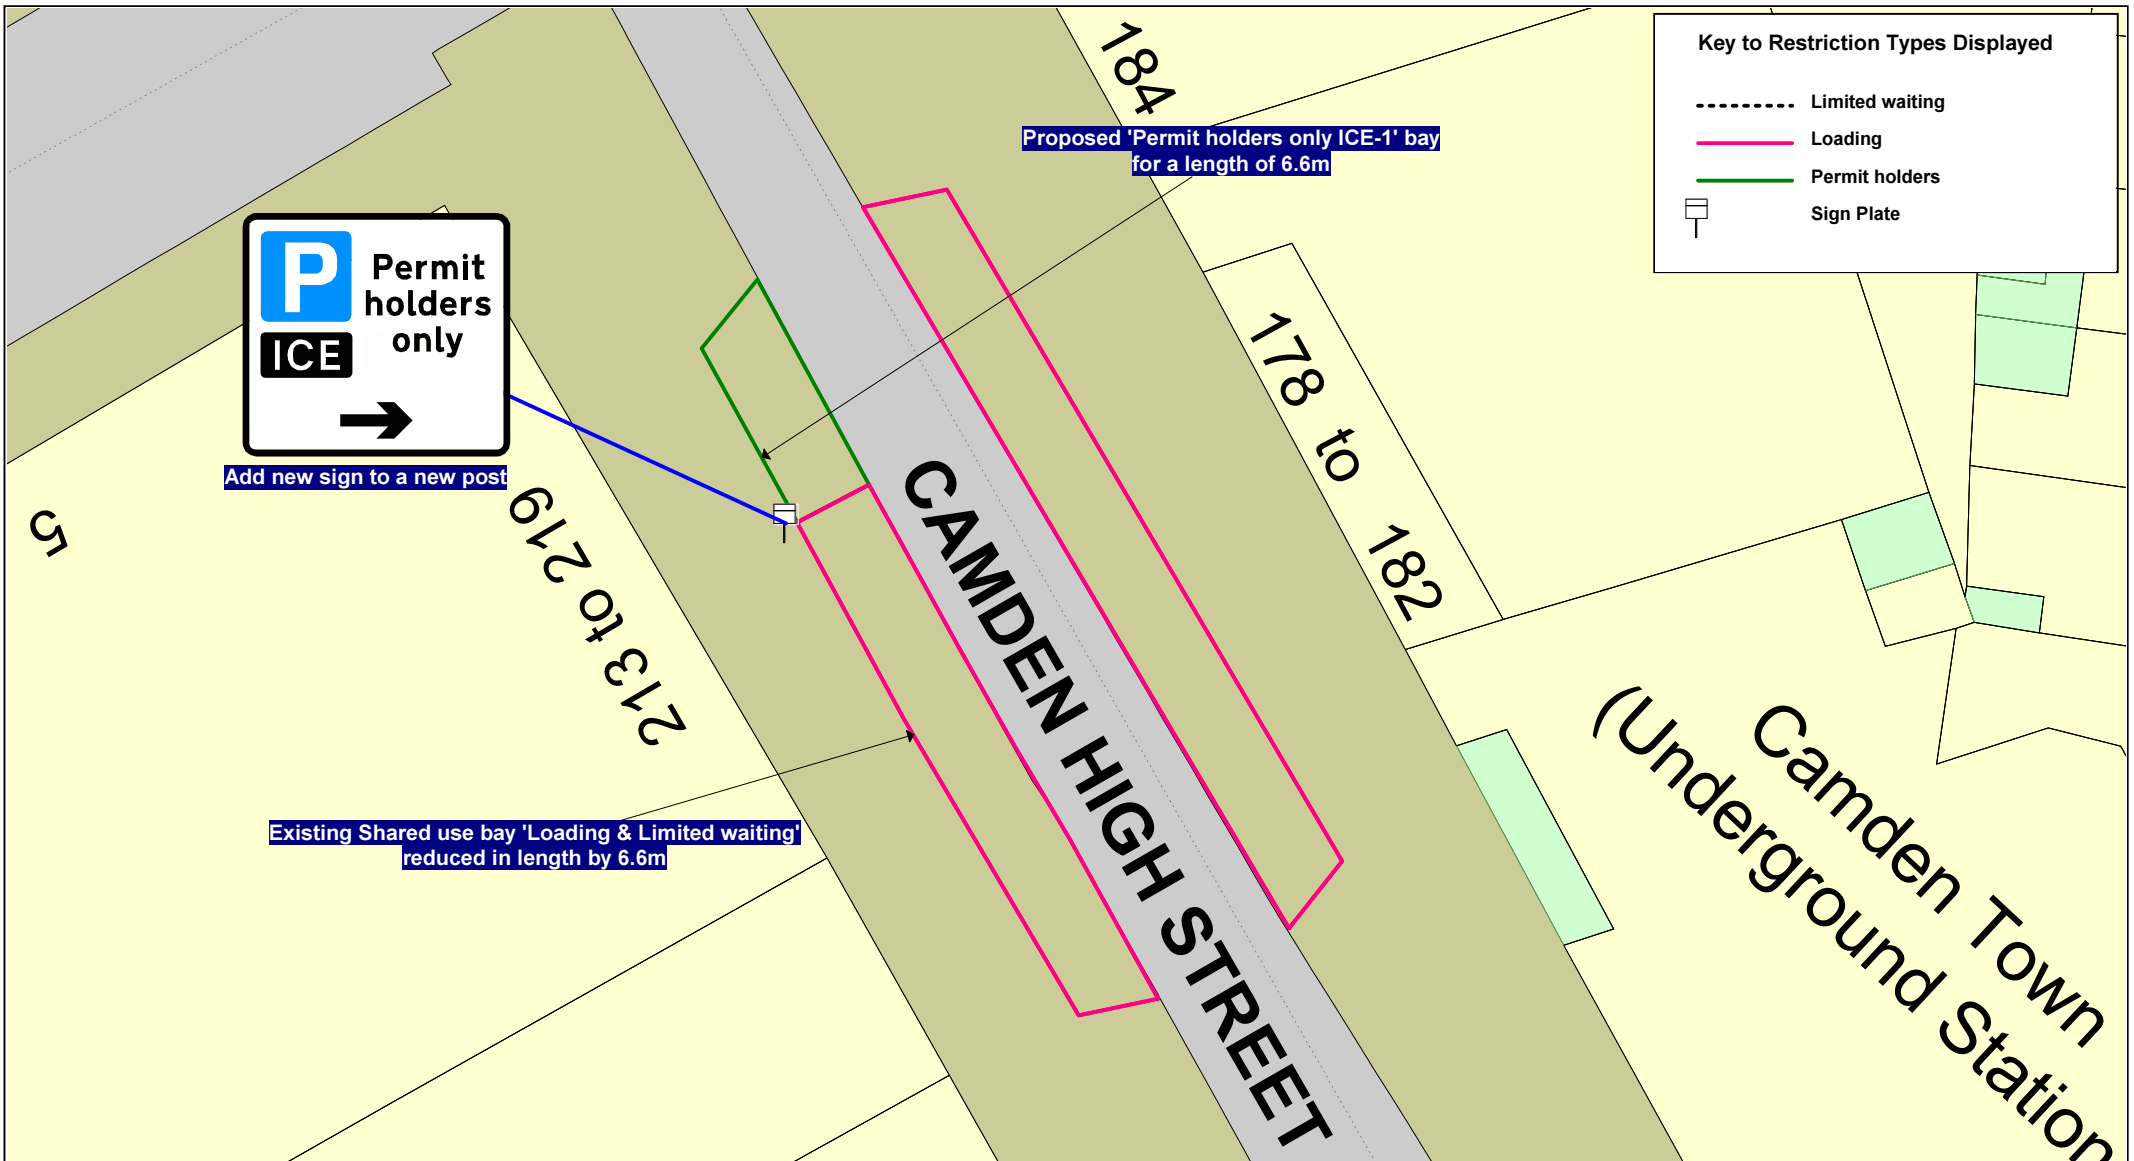 Key to Restriction Types Displayed
Limited waiting
Loading
Permit holders
Sign Plate
184
Proposed 'Permit holders only ICE-1' bay
for a length of 6.6m
P
Permit
holders
only
ICE
Add new sign to a new post
5
213 to 219
178 to 182
CAMDEN HIGH STREET
Existing Shared use bay 'Loading & Limited waiting'
reduced in length by 6.6m
Camden Town
(Underground Station